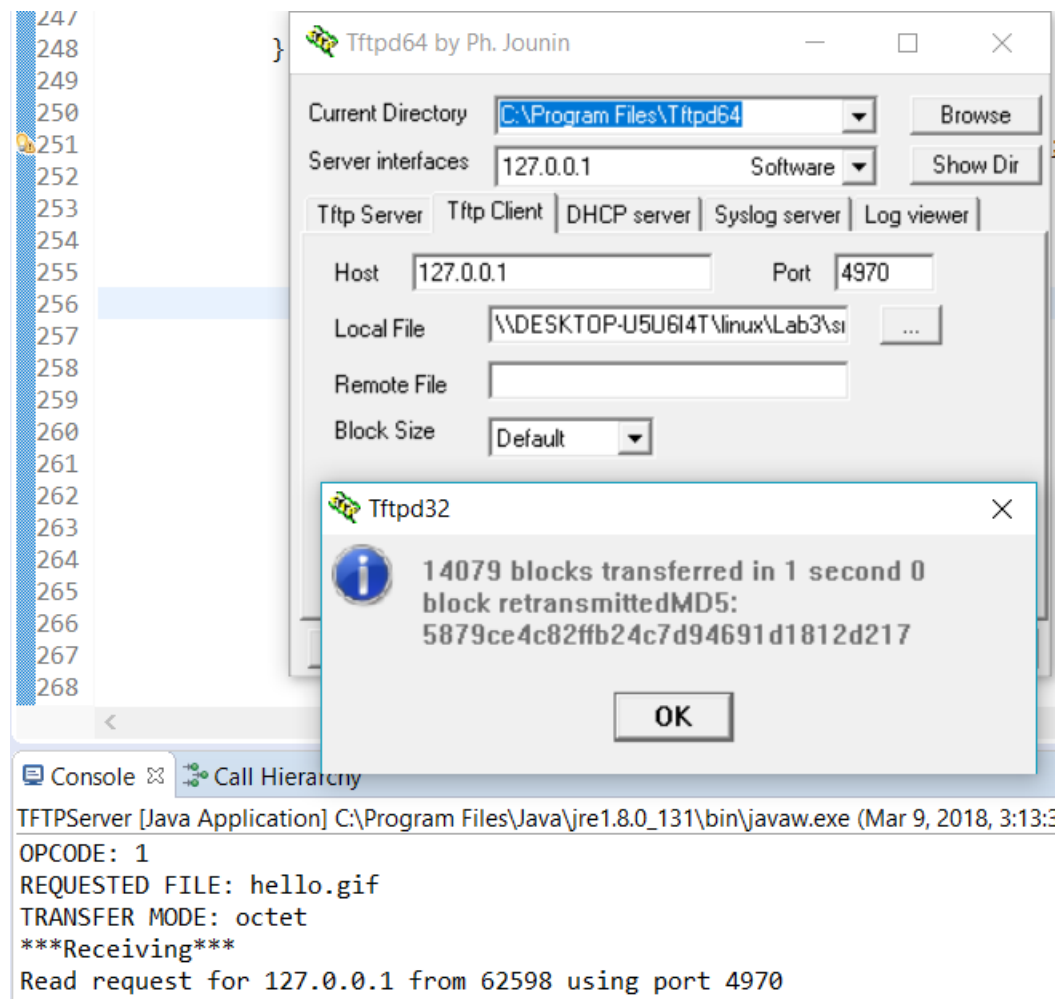 247
248 }
249
250
251
252
253
254
255
256
257
258
259
260
261
262
263
264
265
266
267
268
Tftpd64 by Ph. Jounin
Current Directory C:\Program Files\Tftpd64 Browse
Server interfaces 127.0.0.1 Software Show Dir
Tftp Server Tftp Client DHCP server Syslog server Log viewer
Host 127.0.0.1 Port 4970
Local File \\DESKTOP-U5U6I4T\linux\Lab3\ ...
Remote File
Block Size Default
Tftpd32
14079 blocks transferred in 1 second 0
block retransmittedMD5:
5879ce4c82ffb24c7d94691d1812d217
OK
Console Call Hierarchy
TFTPServer [Java Application] C:\Program Files\Java\jre1.8.0_131\bin\javaw.exe (Mar 9, 2018, 3:13:3
OPCODE: 1
REQUESTED FILE: hello.gif
TRANSFER MODE: octet
***Receiving***
Read request for 127.0.0.1 from 62598 using port 4970